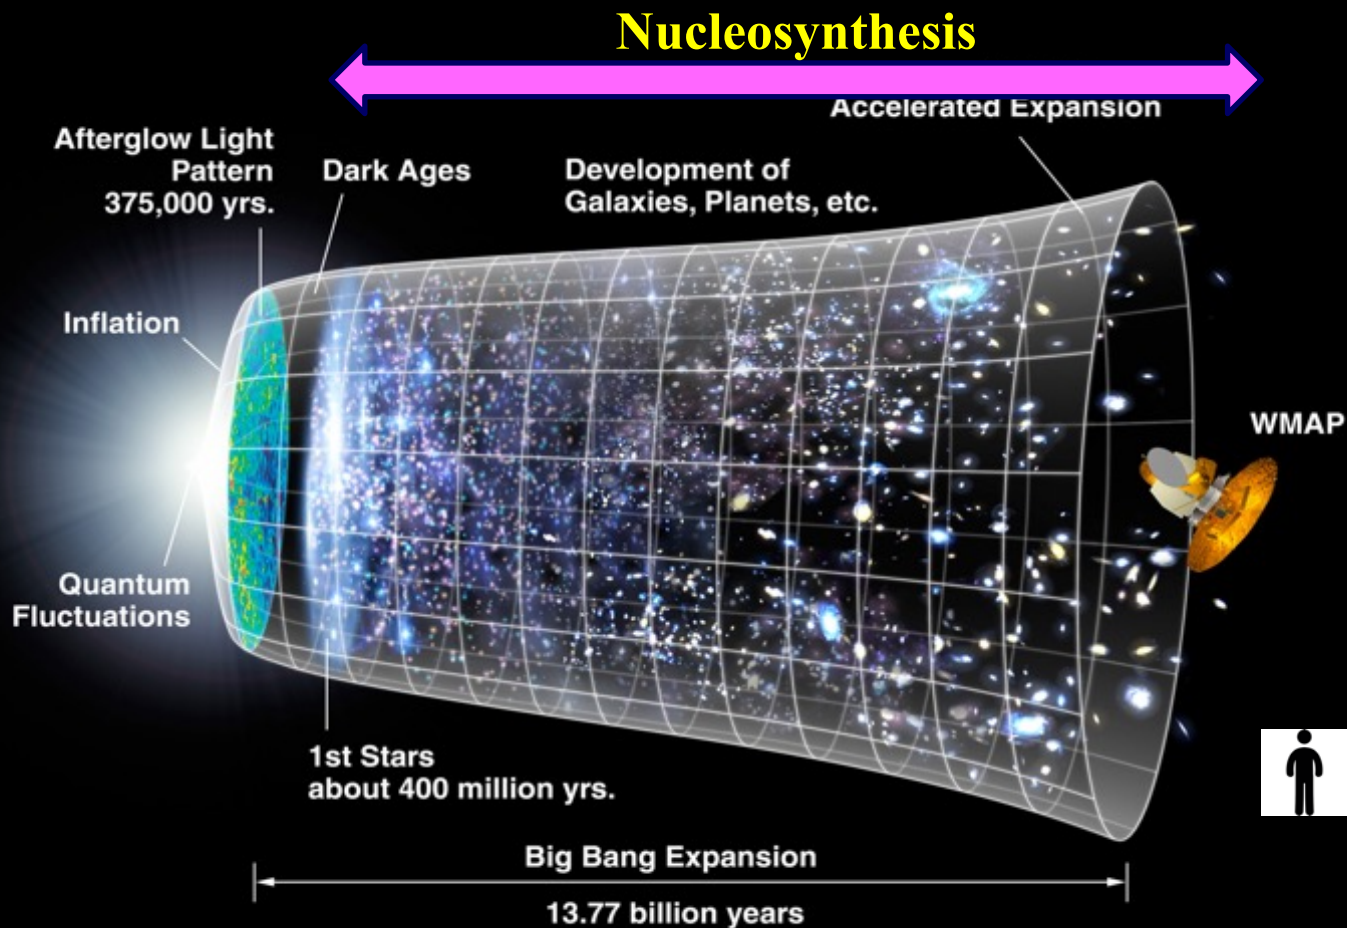 Nucleosynthesis
Accelerated Expansion
Afterglow Light
Pattern
375,000 yrs.
Dark Ages
Development of
Galaxies, Planets, etc.
Inflation
WMAP
Quantum
Fluctuations
1st Stars
about 400 million yrs.
Big Bang Expansion
13.77 billion years